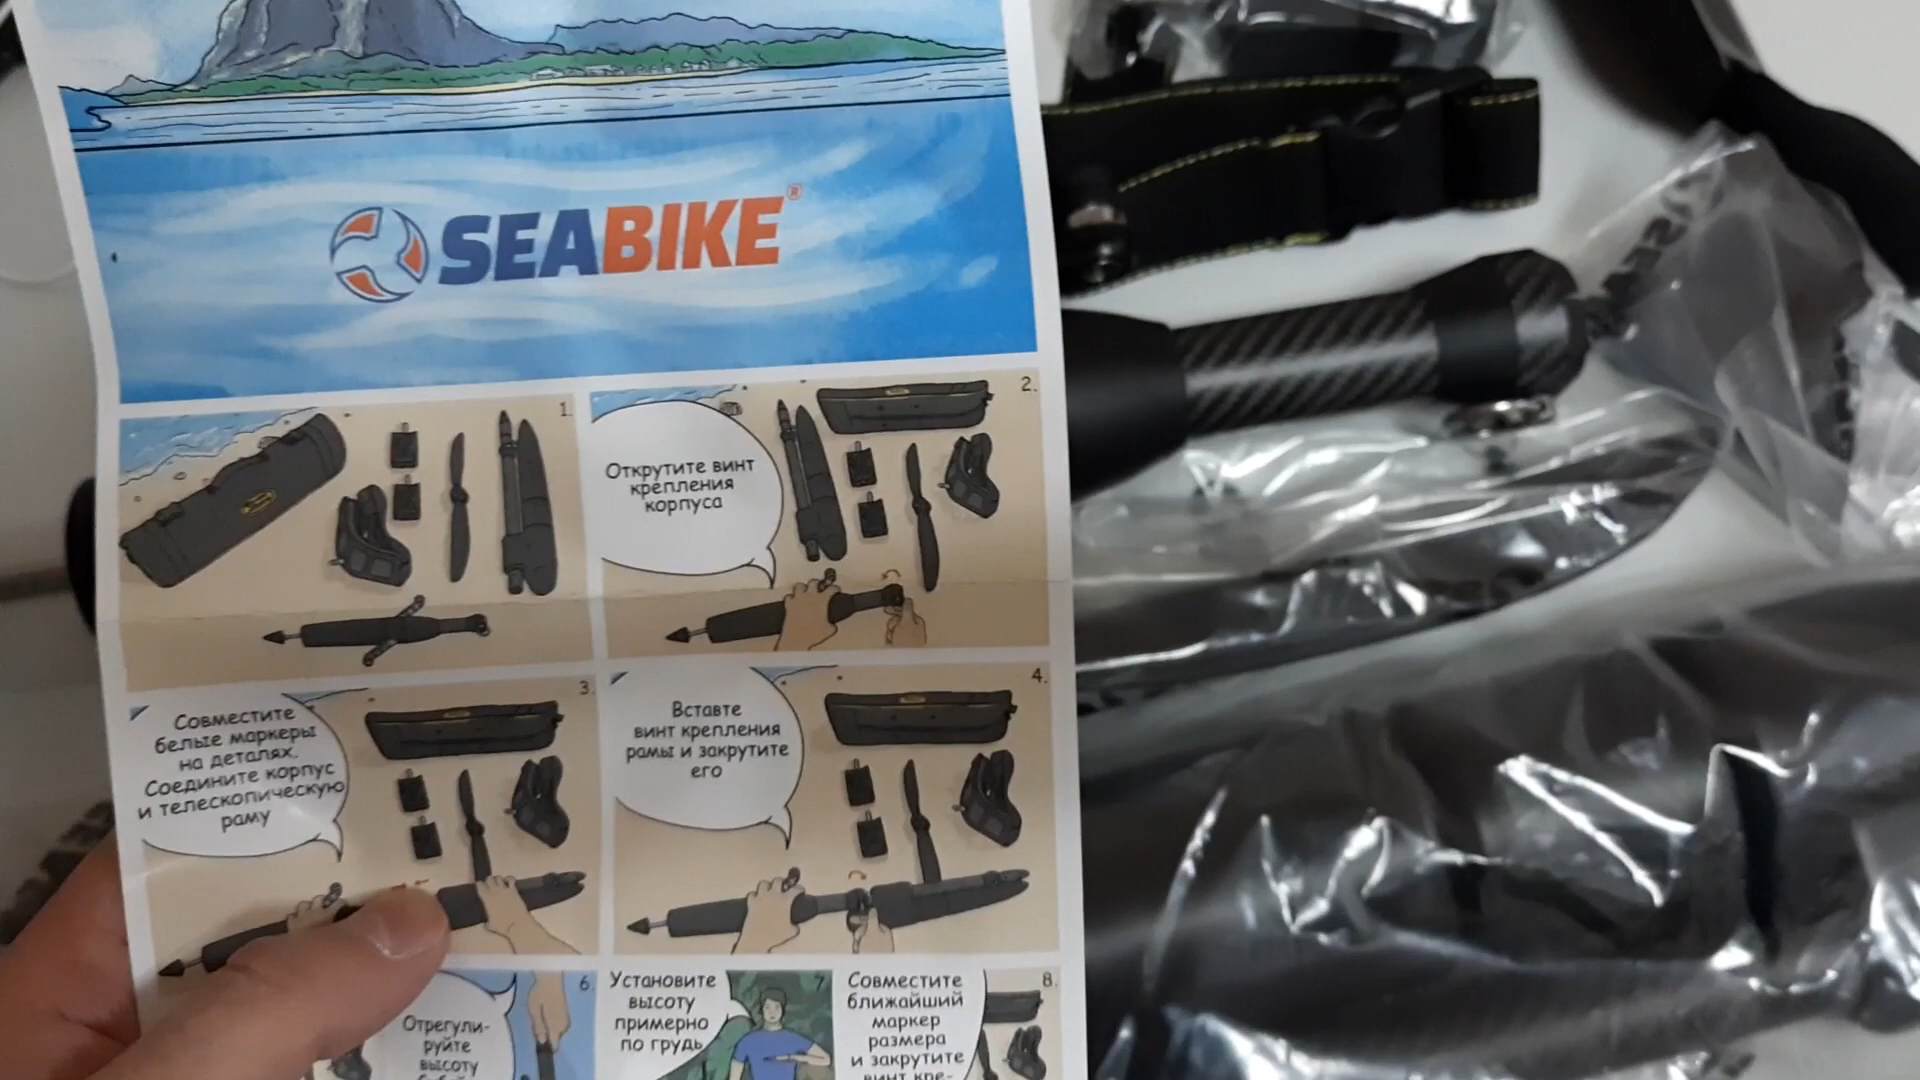 SEABIKE®
1.
2.
Открутите винт
крепления
корпуса
3.
Совместите
белые маркеры
на деталях.
Соедините корпус
и телескопическую
раму
4.
Вставте
винт крепления
рамы и закрутите
его
6.
Отрегули-
руйте
высоту
7
Установите
высоту
примерно
по грудь
8.
Совместите
ближайший
маркер
размера
и закрутите
винт кре-